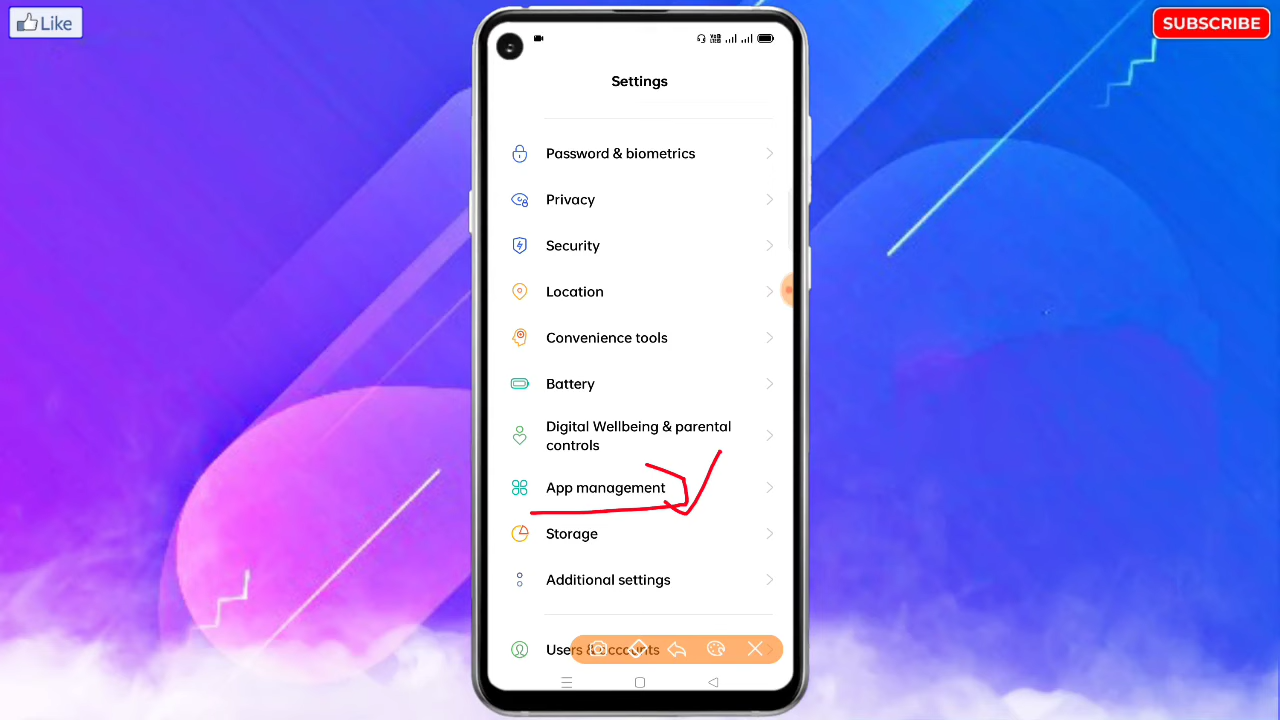 Like
SUBSCRIBE
Settings
Password & biometrics
Privacy
Security
Location
Convenience tools
Battery
Digital Wellbeing & parental
controls
App management
Storage
Additional settings
Users & accounts